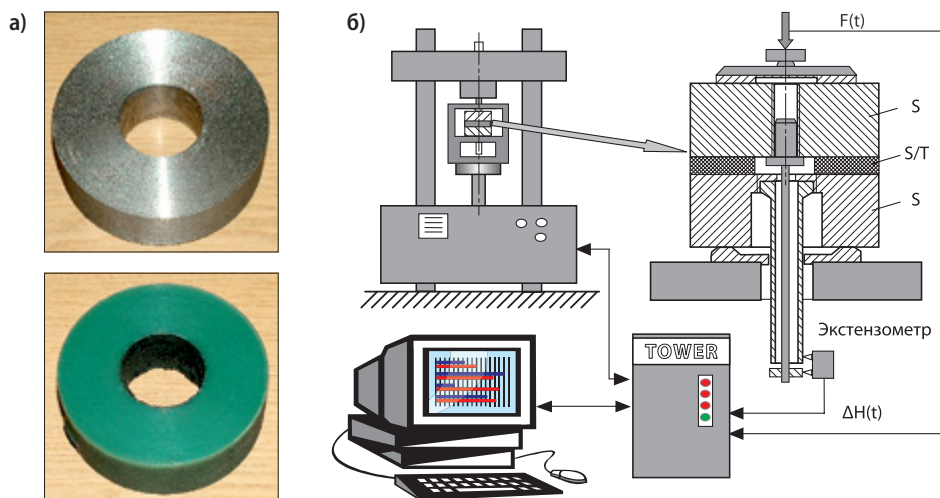 а)
б)
F(t)
S
S/T
S
Экстензометр
TOWER
ΔH(t)